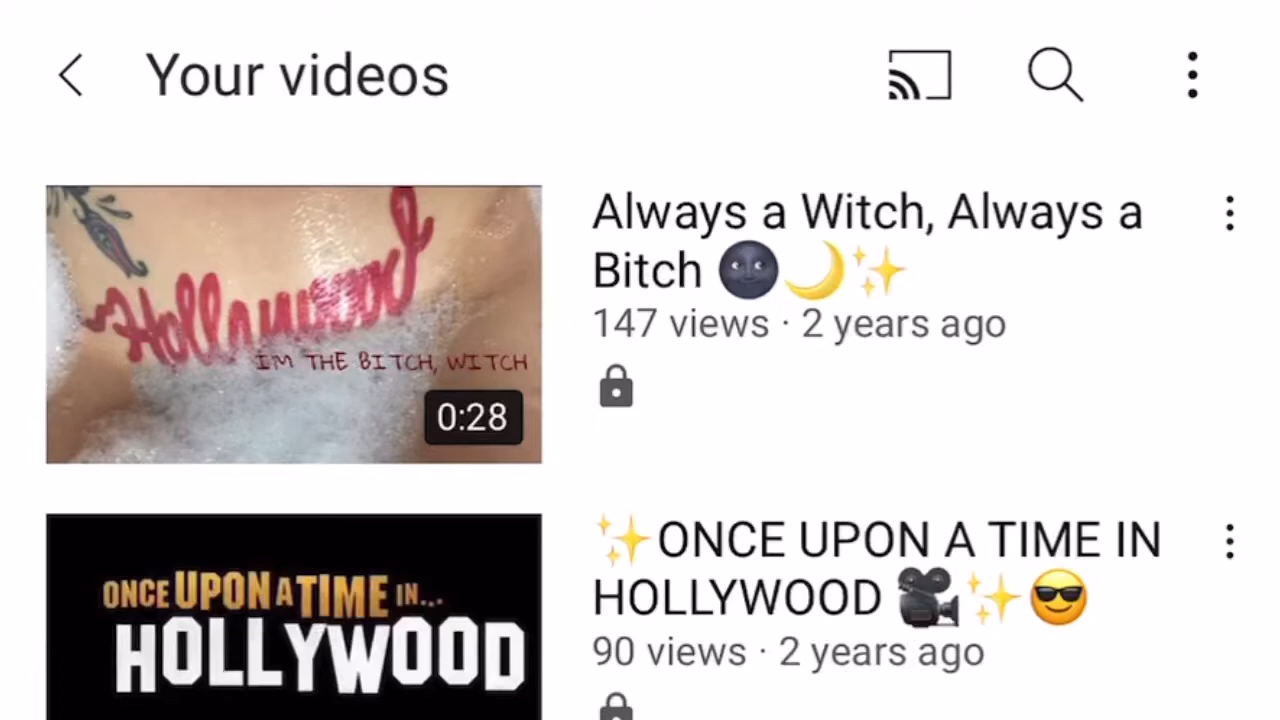 Your videos
Always a Witch, Always a
Bitch 🌚🌙✨
147 views · 2 years ago
Hollywood
I'M THE BITCH, WITCH
0:28
✨ONCE UPON A TIME IN
HOLLYWOOD 🎥✨😎
90 views · 2 years ago
ONCE UPON A TIME IN...
HOLLYWOOD